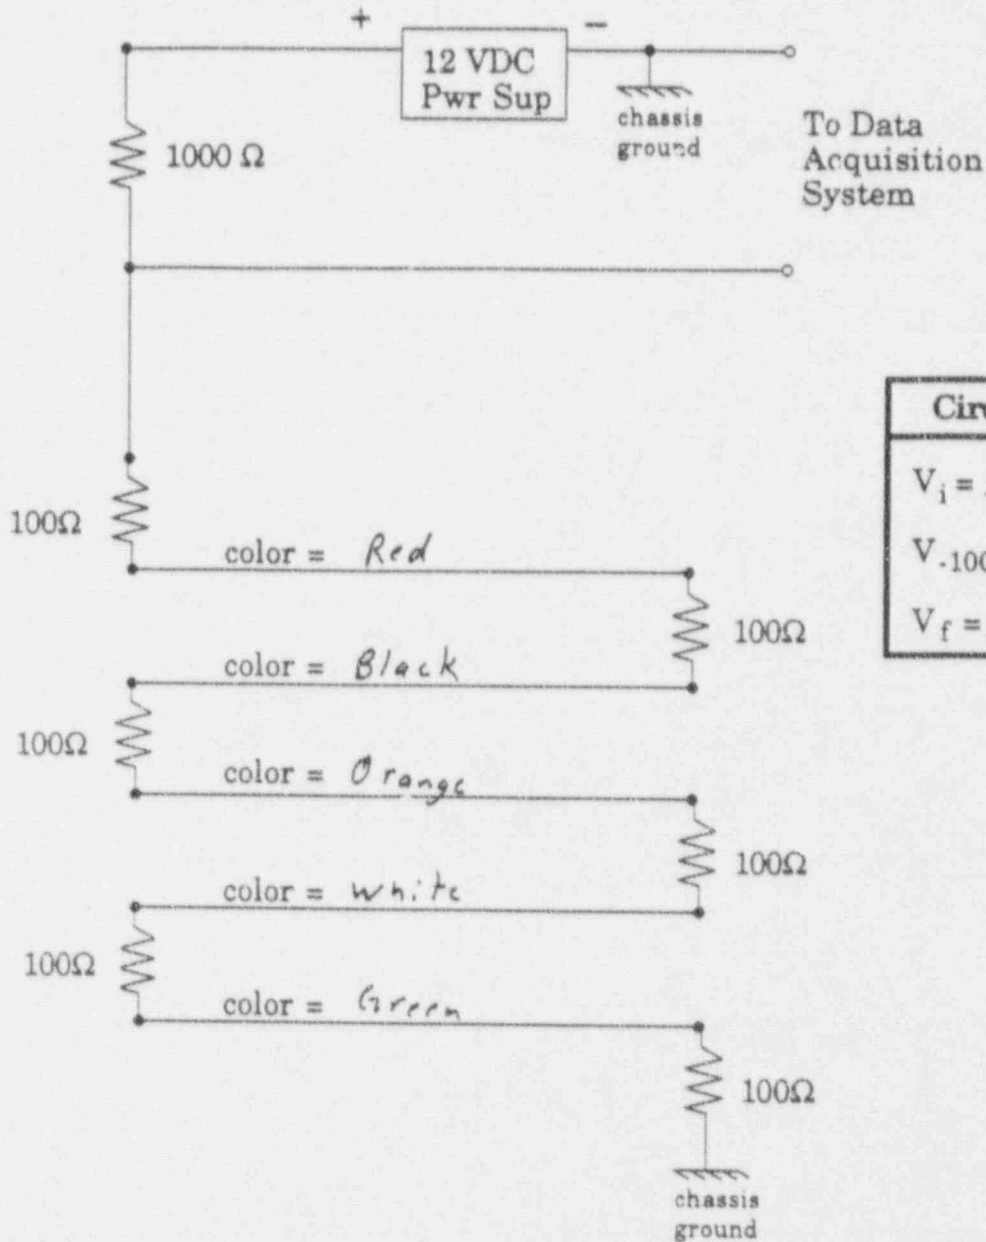 +
−
12 VDC
Pwr Sup
chassis
ground
To Data
Acquisition
System
1000 Ω
100Ω
color = Red
100Ω
color = Black
100Ω
color = Orange
100Ω
color = White
100Ω
color = Green
100Ω
chassis
ground
V i =
V -100
V f =